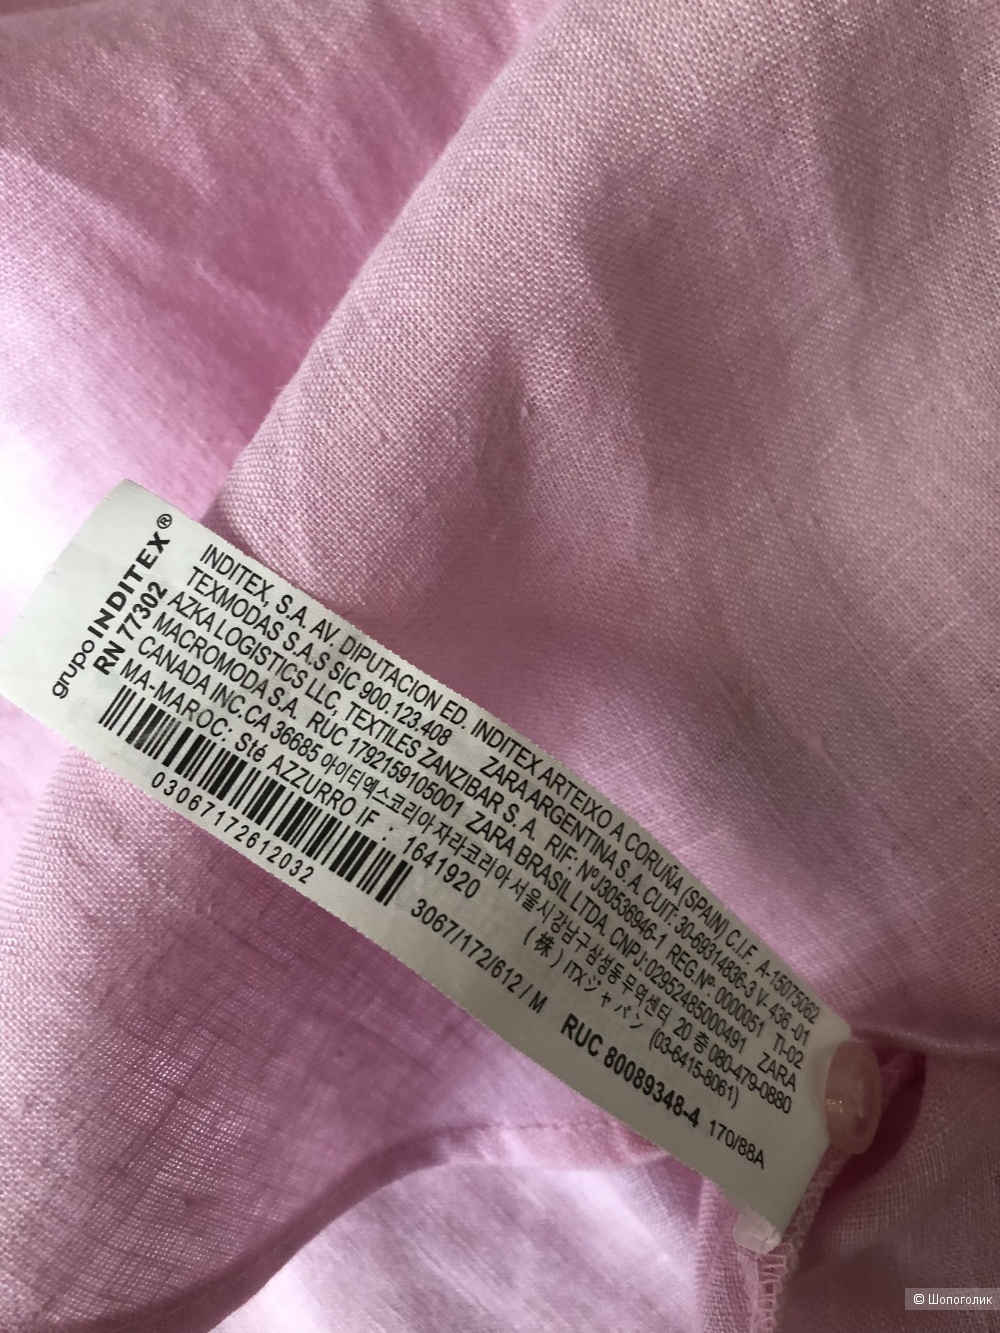 grupo INDITEX®
RN 77302
INDITEX, S.A. AV. DIPUTACION ED. INDITEX ARTEIXO A CORUÑA (SPAIN) C.I.F. A-15075062
TEXMODAS S.A.S SIC 900.123.408 ZARA ARGENTINA S.A. CUIT: 30-69314836-3 V- 436 -01
AZKA LOGISTICS LLC, TEXTILES ZANZIBAR S. A. RIF: NºJ30536946-1 REG.Nº: 0000051 TI-02
MACROMODA S.A. RUC 1792159105001 ZARA BRASIL LTDA. CNPJ:02952485000491 ZARA
CANADA INC.CA 36685 아이티엑스코리아 자라코리아 서울시 강남구 삼성동 무역센터 20 층 080-479-0880
MA-MAROC: Sté AZZURRO IF : 1641920 (株) ITXジャパン (03-6415-8061)
03067172612032
3067/172/612 / M RUC 80089348-4 170/88A
© Шопоголик